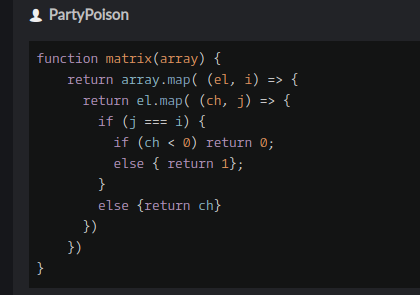 PartyPoison
function matrix(array) {
    return array.map( (el, i) => {
      return el.map( (ch, j) => {
        if (j === i) {
          if (ch < 0) return 0;
          else { return 1};
        }
        else {return ch}
      })
    })
}